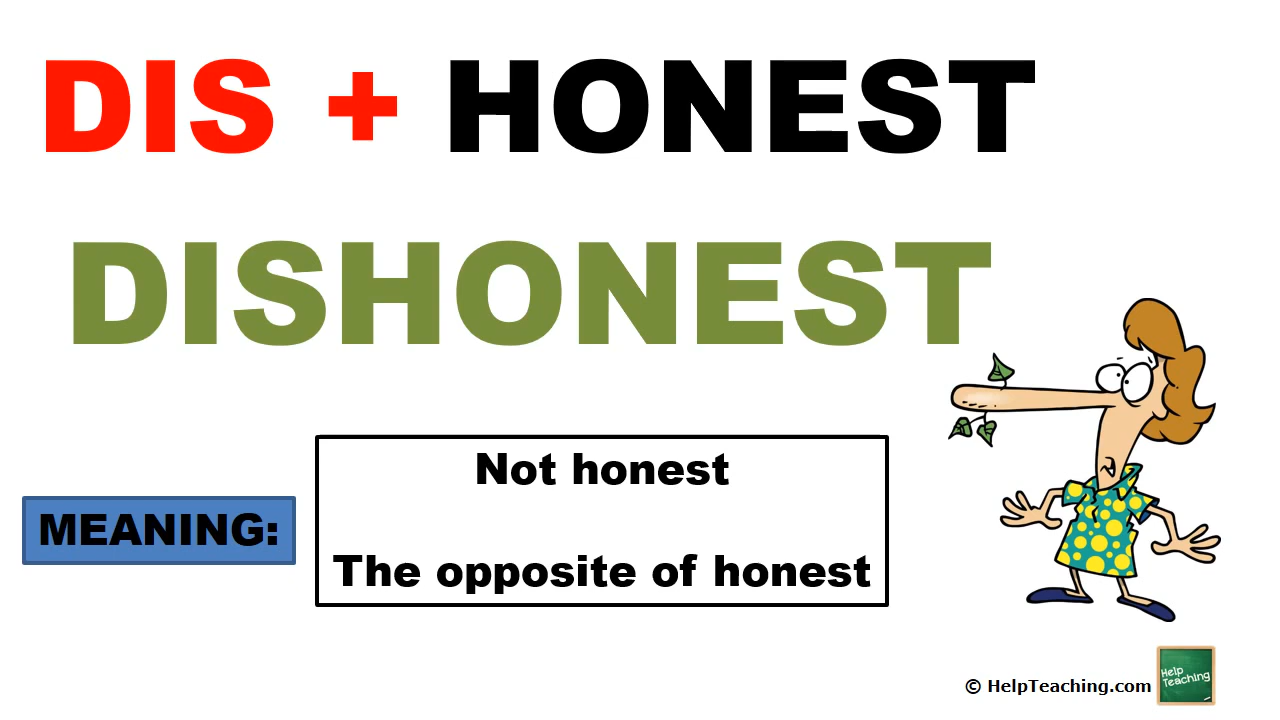 DIS + HONEST
DISHONEST
Not honest
MEANING:
The opposite of honest
© HelpTeaching.com
Help
Teaching